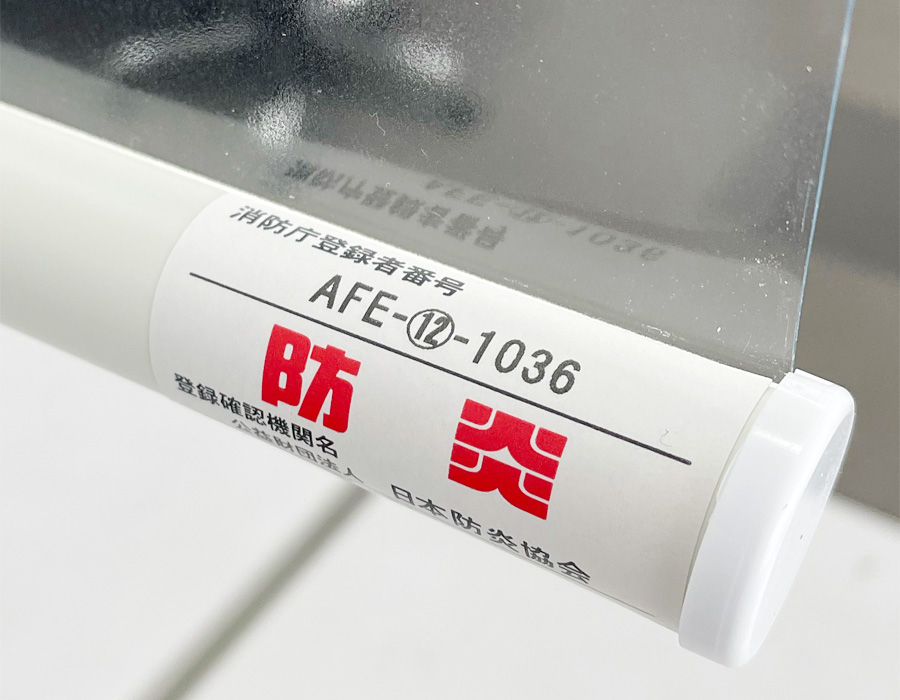 消防庁登録者番号
AFE-⑫-1036
防炎
登録確認機関名
公益財団法人 日本防炎協会